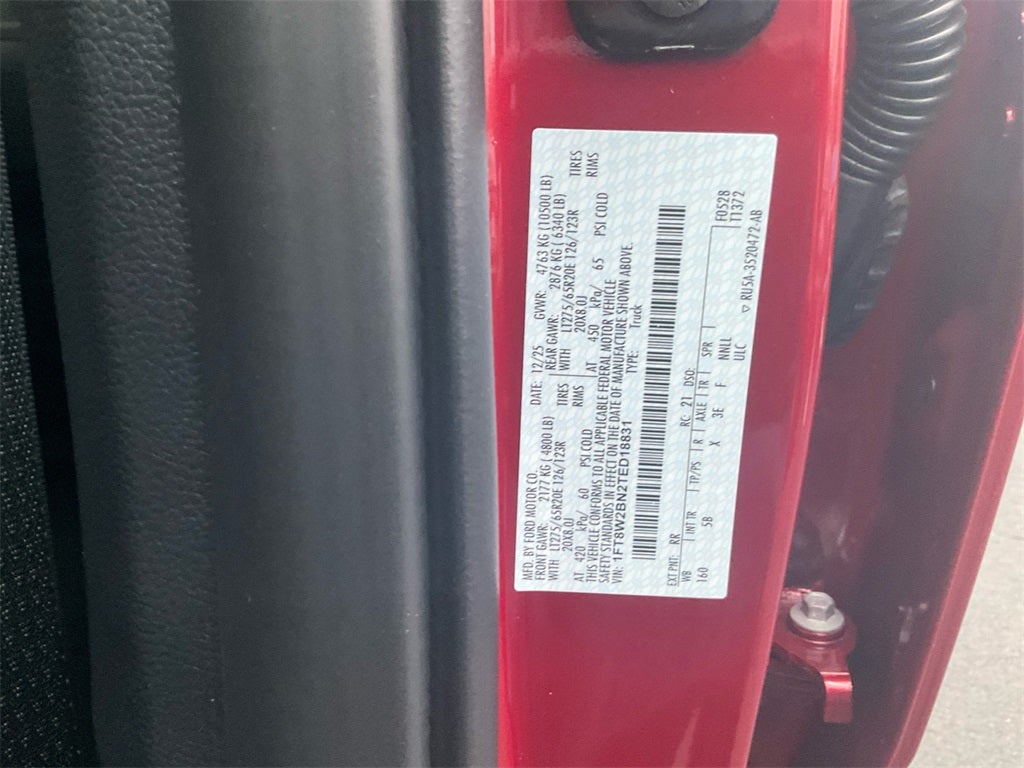 MFD. BY FORD MOTOR CO. DATE: 12/25 GVWR: 4763 KG (10500 LB)
FRONT GAWR: 2177 KG (4800 LB) REAR GAWR: 2876 KG (6340 LB)
WITH LT275/65R20E 126/123R TIRES WITH LT275/65R20E 126/123R TIRES
20X8.0J RIMS 20X8.0J RIMS
AT 420 kPa/ 60 PSI COLD AT 450 kPa/ 65 PSI COLD
THIS VEHICLE CONFORMS TO ALL APPLICABLE FEDERAL MOTOR VEHICLE
SAFETY STANDARDS IN EFFECT ON THE DATE OF MANUFACTURE SHOWN ABOVE.
VIN: 1FT8W2BN2TED18831 TYPE: Truck
EXT PNT: RR RC: 21 DSO: F0528
WB INT TR TP/PS R AXLE TR SPR T1372
160 5B X 3E F NNLL
ULC ▽ RU5A-3520472-AB